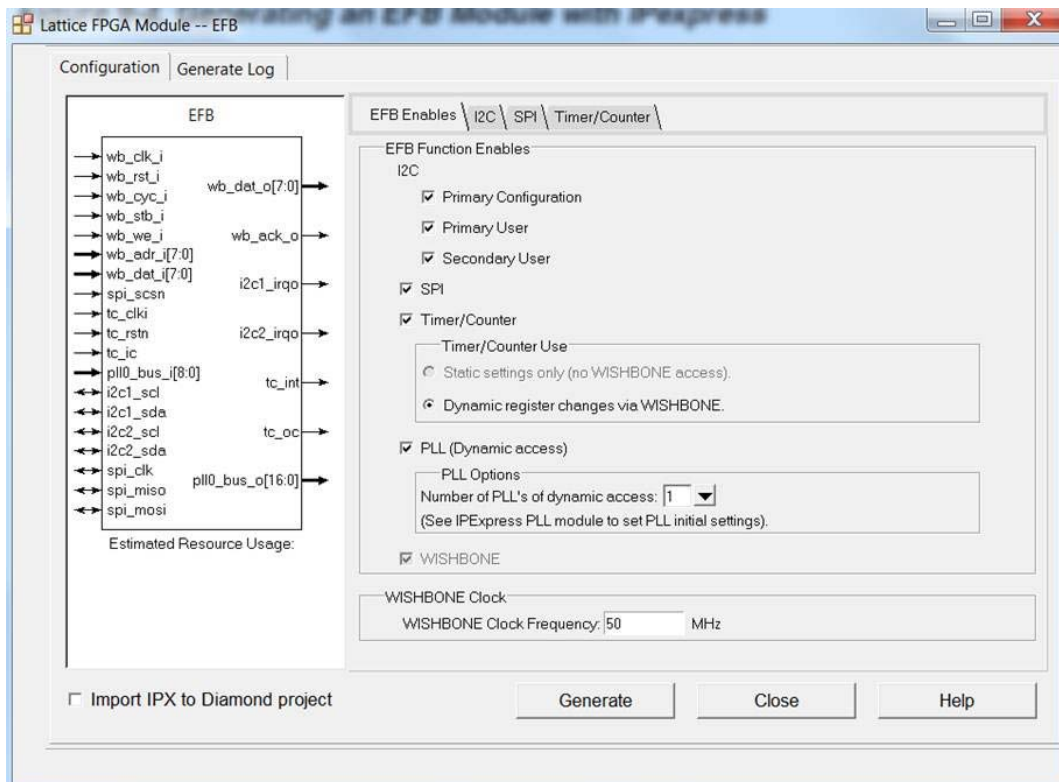 Generating an EFB Module with IPexpress
Lattice FPGA Module -- EFB
Configuration
Generate Log
EFB
wb_clk_i
wb_rst_i
wb_cyc_i
wb_stb_i
wb_we_i
wb_adr_i[7:0]
wb_dat_i[7:0]
spi_scsn
tc_clki
tc_rstn
tc_ic
pll0_bus_i[8:0]
i2c1_scl
i2c1_sda
i2c2_scl
i2c2_sda
spi_clk
spi_miso
spi_mosi
wb_dat_o[7:0]
wb_ack_o
i2c1_irqo
i2c2_irqo
tc_int
tc_oc
pll0_bus_o[16:0]
Estimated Resource Usage:
EFB Enables
I2C
SPI
Timer/Counter
EFB Function Enables
I2C
Primary Configuration
Primary User
Secondary User
SPI
Timer/Counter
Timer/Counter Use
Static settings only (no WISHBONE access).
Dynamic register changes via WISHBONE.
PLL (Dynamic access)
PLL Options
Number of PLL's of dynamic access: 1
(See IPExpress PLL module to set PLL initial settings).
WISHBONE
WISHBONE Clock
WISHBONE Clock Frequency: 50 MHz
Import IPX to Diamond project
Generate
Close
Help